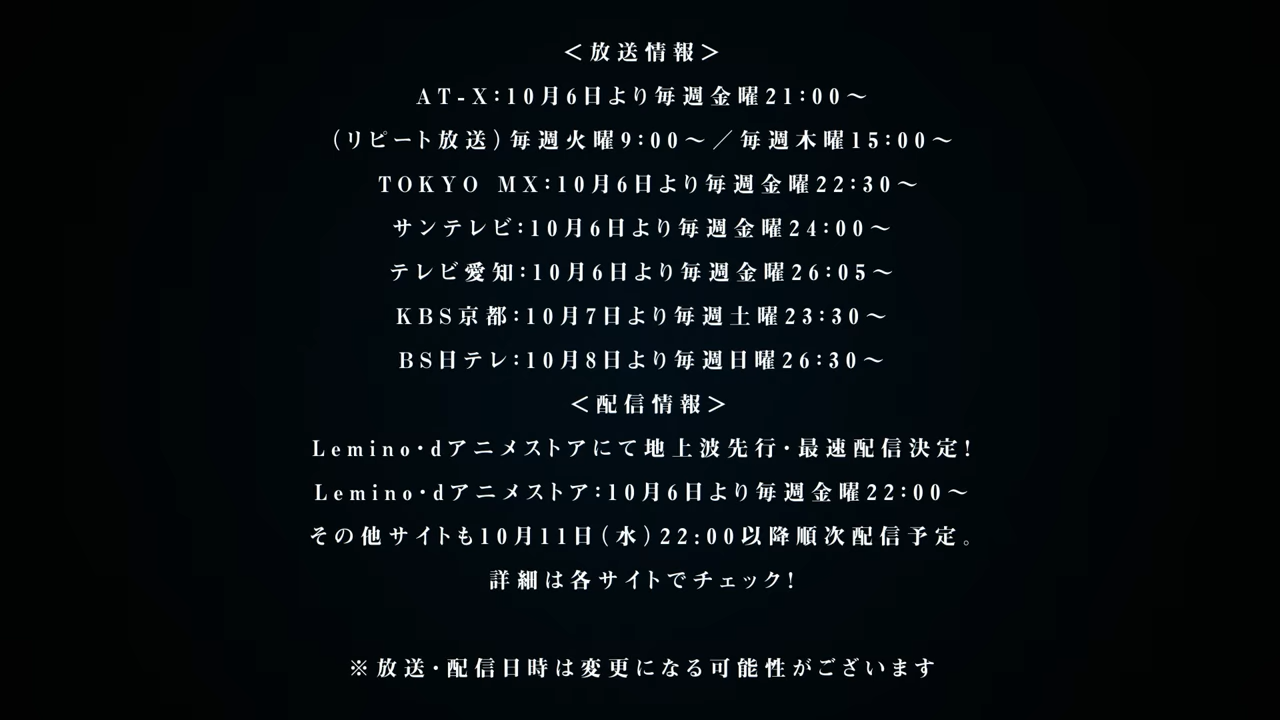 ＜放送情報＞
AT-X:10月6日より毎週金曜21:00～
(リピート放送)毎週火曜9:00～／毎週木曜15:00～
TOKYO MX:10月6日より毎週金曜22:30～
サンテレビ:10月6日より毎週金曜24:00～
テレビ愛知:10月6日より毎週金曜26:05～
KBS京都:10月7日より毎週土曜23:30～
BS日テレ:10月8日より毎週日曜26:30～
＜配信情報＞
Lemino・dアニメストアにて地上波先行・最速配信決定!
Lemino・dアニメストア:10月6日より毎週金曜22:00～
その他サイトも10月11日(水)22:00以降順次配信予定。
詳細は各サイトでチェック!
※放送・配信日時は変更になる可能性がございます